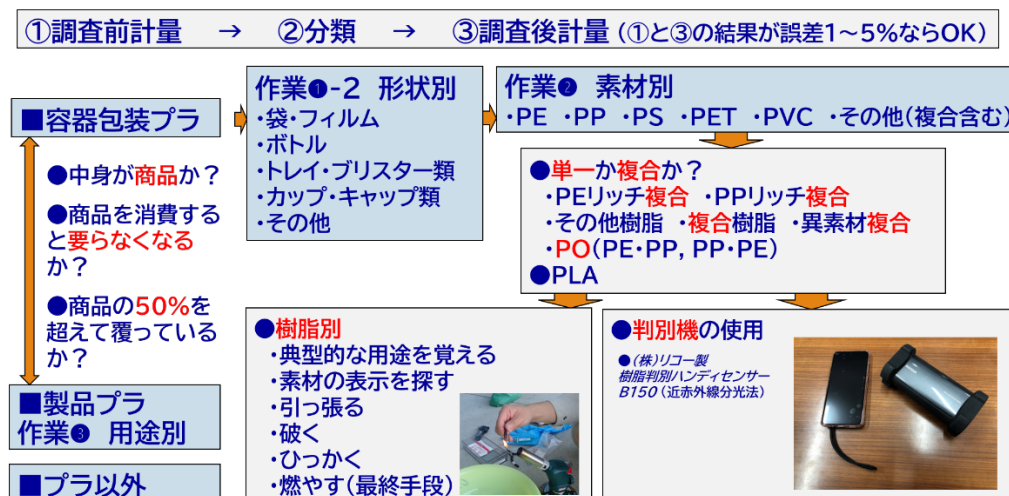 ①調査前計量 → ②分類 → ③調査後計量(①と③の結果が誤差1～5%ならOK)
■容器包装プラ
●中身が商品か？
●商品を消費する
と要らなくなる
か？
●商品の50%を
超えて覆っている
か？
■製品プラ
作業❸ 用途別
■プラ以外
作業❶-2 形状別
・袋・フィルム
・ボトル
・トレイ・ブリスター類
・カップ・キャップ類
・その他
作業❷ 素材別
・PE ・PP ・PS ・PET ・PVC ・その他(複合含む)
●単一か複合か？
・PEリッチ複合 ・PPリッチ複合
・その他樹脂 ・複合樹脂 ・異素材複合
・PO(PE・PP, PP・PE)
●PLA
●樹脂別
・典型的な用途を覚える
・素材の表示を探す
・引っ張る
・破く
・ひっかく
・燃やす(最終手段)
●判別機の使用
●(株)リコー製
樹脂判別ハンディセンサー
B150(近赤外線分光法)